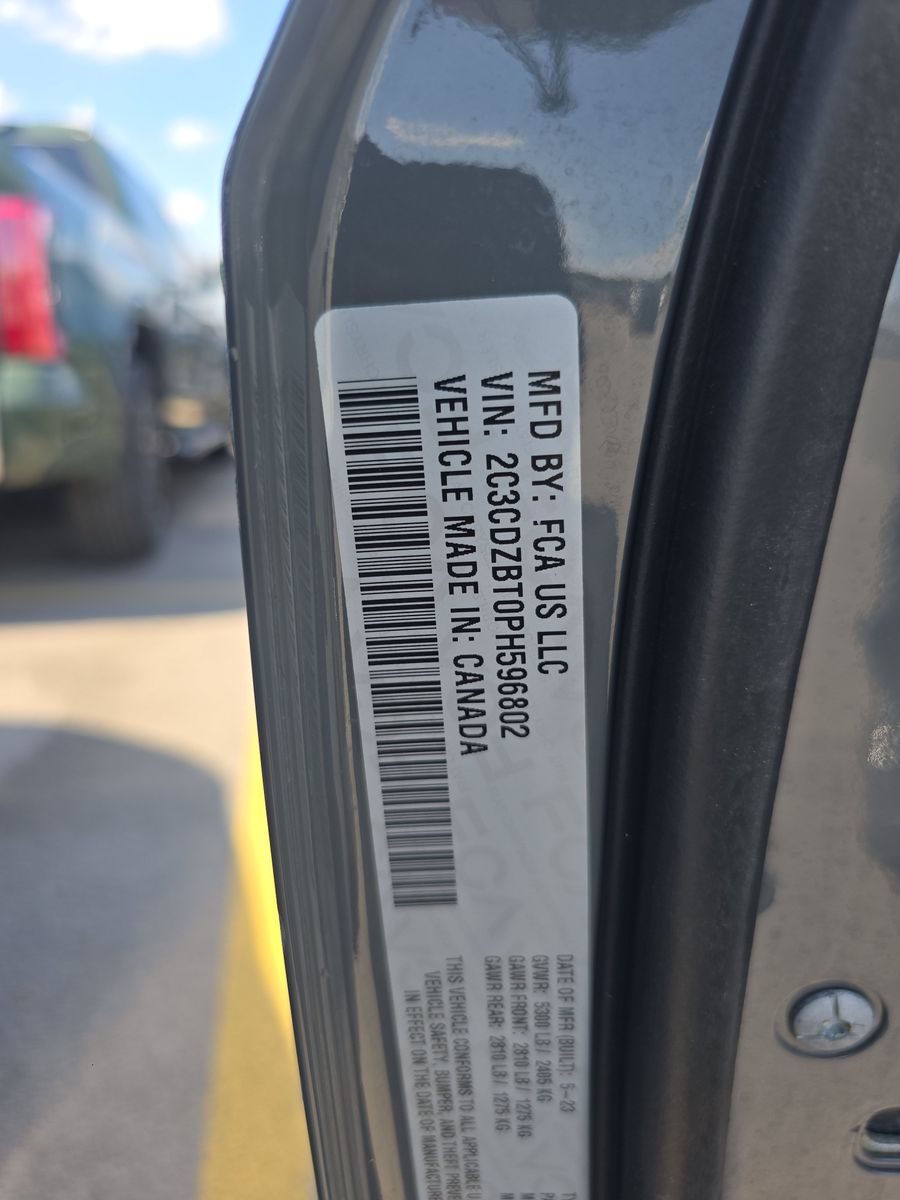 MFD BY: FCA US LLC
VIN: 2C3CDZBT0PH596802
VEHICLE MADE IN: CANADA
DATE OF MFR (BUILT): 5-23
GVWR: 5300 LB / 2405 KG
GAWR FRONT: 2810 LB / 1275 KG
GAWR REAR: 2810 LB / 1275 KG
THIS VEHICLE CONFORMS TO ALL APPLICABLE U
VEHICLE SAFETY, BUMPER, AND THEFT PREVE
IN EFFECT ON THE DATE OF MANUFACTURE